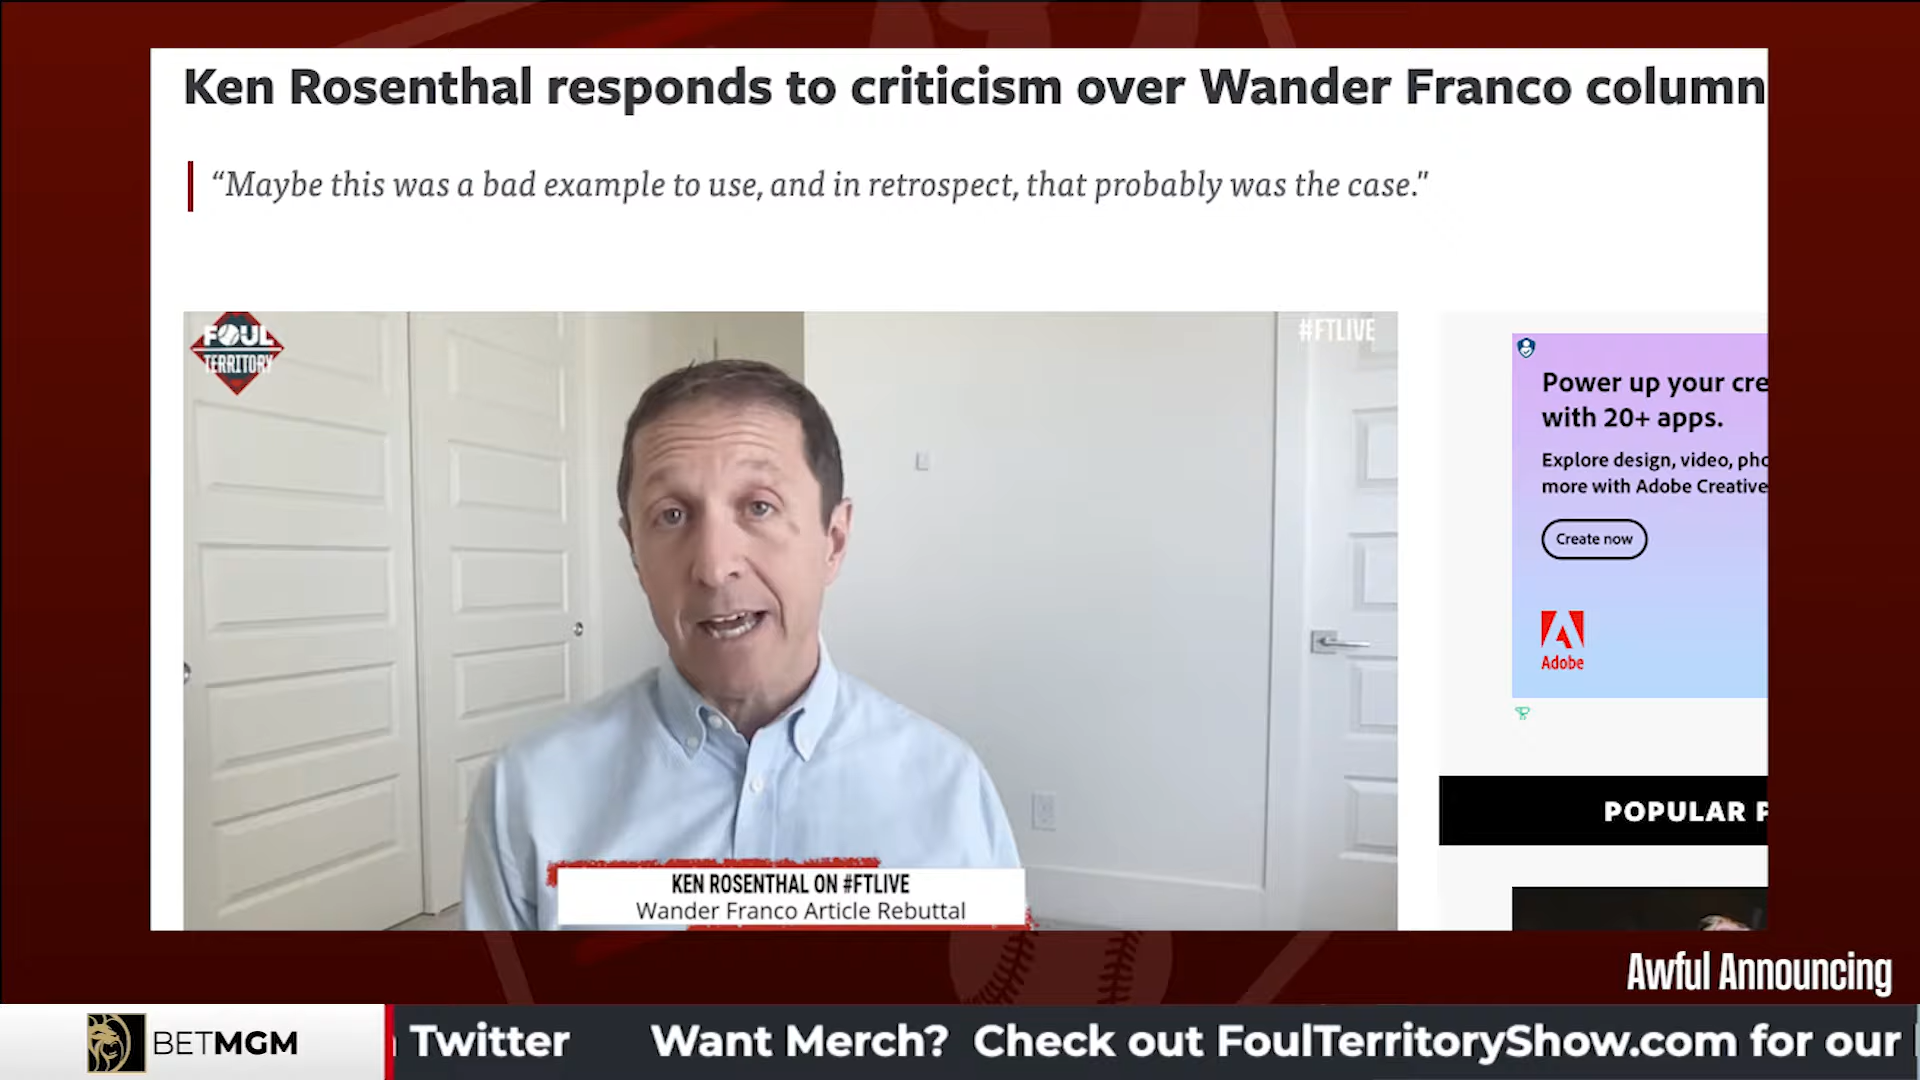 Ken Rosenthal responds to criticism over Wander Franco column
“Maybe this was a bad example to use, and in retrospect, that probably was the case."
FOUL
TERRITORY
#FTLIVE
Power up your cre
with 20+ apps.
Explore design, video, pho
more with Adobe Creative
Create now
Adobe
POPULAR P
KEN ROSENTHAL ON #FTLIVE
Wander Franco Article Rebuttal
Awful Announcing
BETMGM
Twitter Want Merch? Check out FoulTerritoryShow.com for our